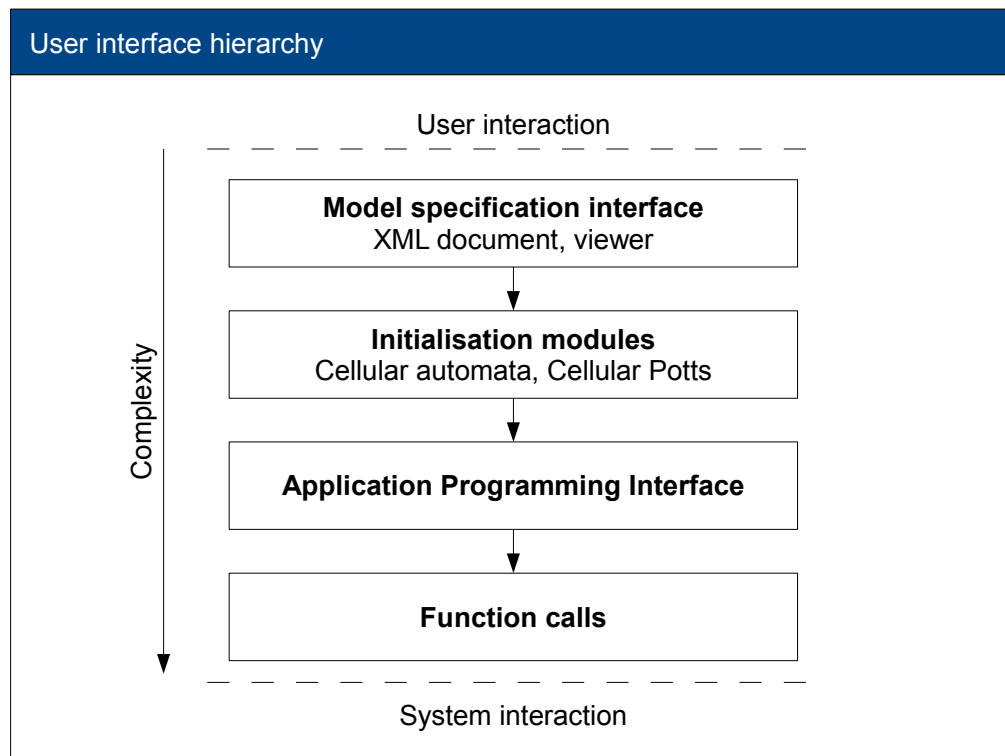 User interface hierarchy
User interaction
Model specification interface
XML document, viewer
Initialisation modules
Cellular automata, Cellular Potts
Complexity
Application Programming Interface
Function calls
System interaction